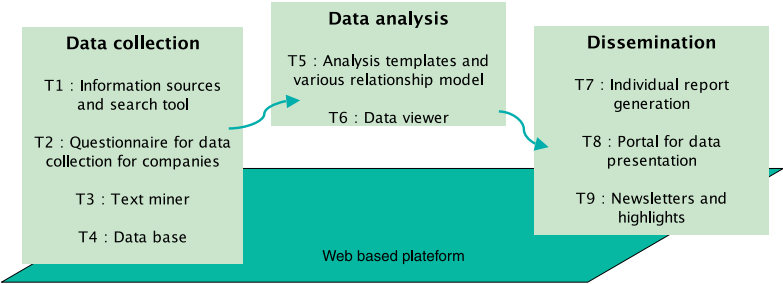 Data collection
T1 : Information sources
and search tool
T2 : Questionnaire for data
collection for companies
T3 : Text miner
T4 : Data base
Data analysis
T5 : Analysis templates and
various relationship model
T6 : Data viewer
Dissemination
T7 : Individual report
generation
T8 : Portal for data
presentation
T9 : Newsletters and
highlights
Web based plateform